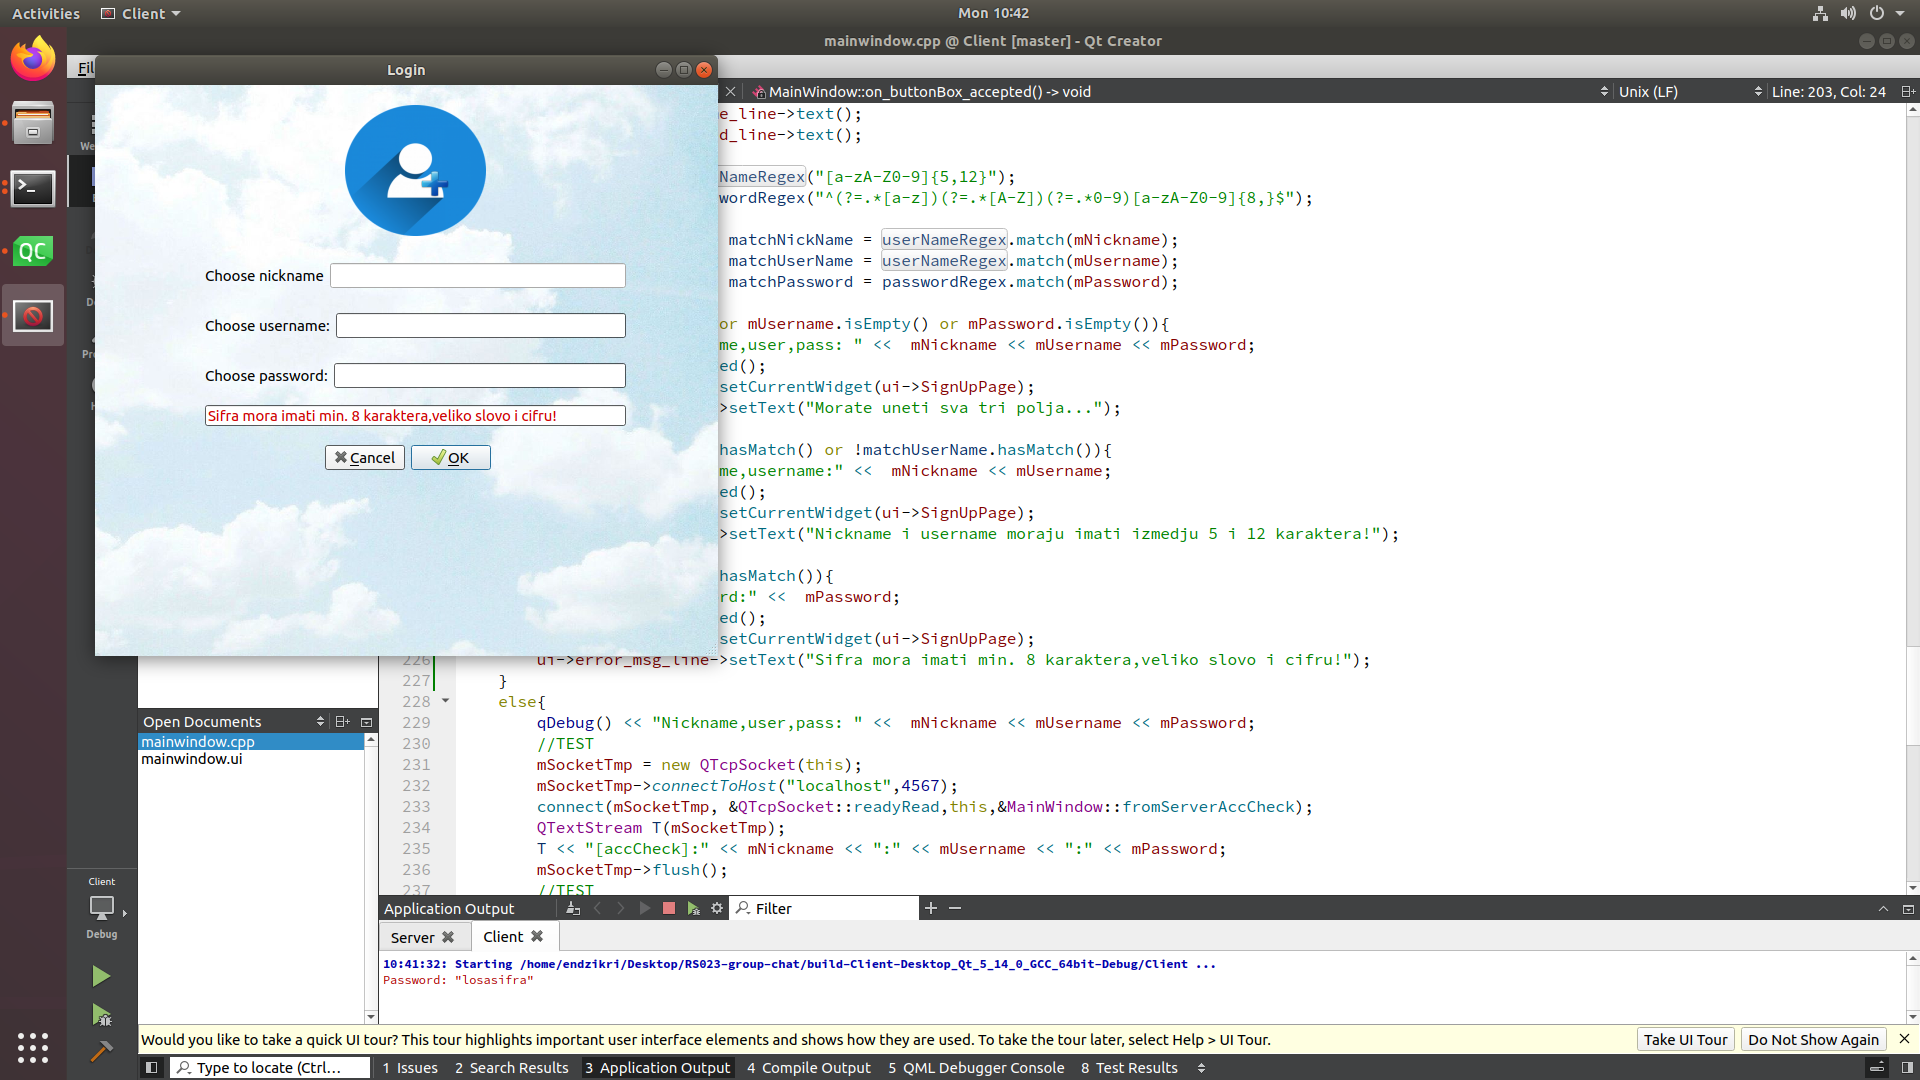 Activities
Client
Mon 10:42
mainwindow.cpp @ Client [master] - Qt Creator
Fil
Login
MainWindow::on_buttonBox_accepted() -> void
Unix (LF)
Line: 203, Col: 24
We
Choose nickname
Choose username:
Choose password:
Sifra mora imati min. 8 karaktera,veliko slovo i cifru!
Cancel
OK
e_line->text();
d_line->text();
NameRegex("[a-zA-Z0-9]{5,12}");
wordRegex("^(?=.*[a-z])(?=.*[A-Z])(?=.*0-9)[a-zA-Z0-9]{8,}$");
matchNickName = userNameRegex.match(mNickname);
matchUserName = userNameRegex.match(mUsername);
matchPassword = passwordRegex.match(mPassword);
or mUsername.isEmpty() or mPassword.isEmpty()){
me,user,pass: " <<  mNickname << mUsername << mPassword;
ed();
setCurrentWidget(ui->SignUpPage);
>setText("Morate uneti sva tri polja...");
hasMatch() or !matchUserName.hasMatch()){
me,username:" <<  mNickname << mUsername;
ed();
setCurrentWidget(ui->SignUpPage);
>setText("Nickname i username moraju imati izmedju 5 i 12 karaktera!");
hasMatch()){
rd:" <<  mPassword;
ed();
setCurrentWidget(ui->SignUpPage);
226 ui->error_msg_line->setText("Sifra mora imati min. 8 karaktera,veliko slovo i cifru!");
227 }
228 else{
229 qDebug() << "Nickname,user,pass: " <<  mNickname << mUsername << mPassword;
230 //TEST
231 mSocketTmp = new QTcpSocket(this);
232 mSocketTmp->connectToHost("localhost",4567);
233 connect(mSocketTmp, &QTcpSocket::readyRead,this,&MainWindow::fromServerAccCheck);
234 QTextStream T(mSocketTmp);
235 T << "[accCheck]:" << mNickname << ":" << mUsername << ":" << mPassword;
236 mSocketTmp->flush();
237 //TEST
Open Documents
mainwindow.cpp
mainwindow.ui
Client
Debug
Application Output
Filter
Server
Client
10:41:32: Starting /home/endzikri/Desktop/RS023-group-chat/build-Client-Desktop_Qt_5_14_0_GCC_64bit-Debug/Client ...
Password: "losasifra"
Would you like to take a quick UI tour? This tour highlights important user interface elements and shows how they are used. To take the tour later, select Help > UI Tour.
Take UI Tour
Do Not Show Again
Type to locate (Ctrl...
1 Issues
2 Search Results
3 Application Output
4 Compile Output
5 QML Debugger Console
8 Test Results